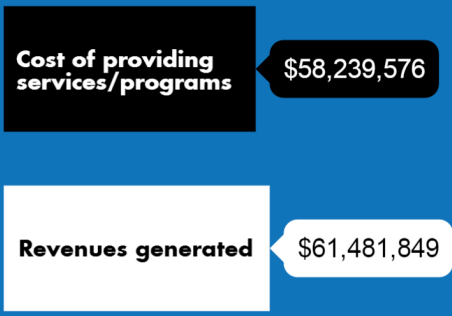 Cost of providing
services/programs
$58,239,576
Revenues generated
$61,481,849